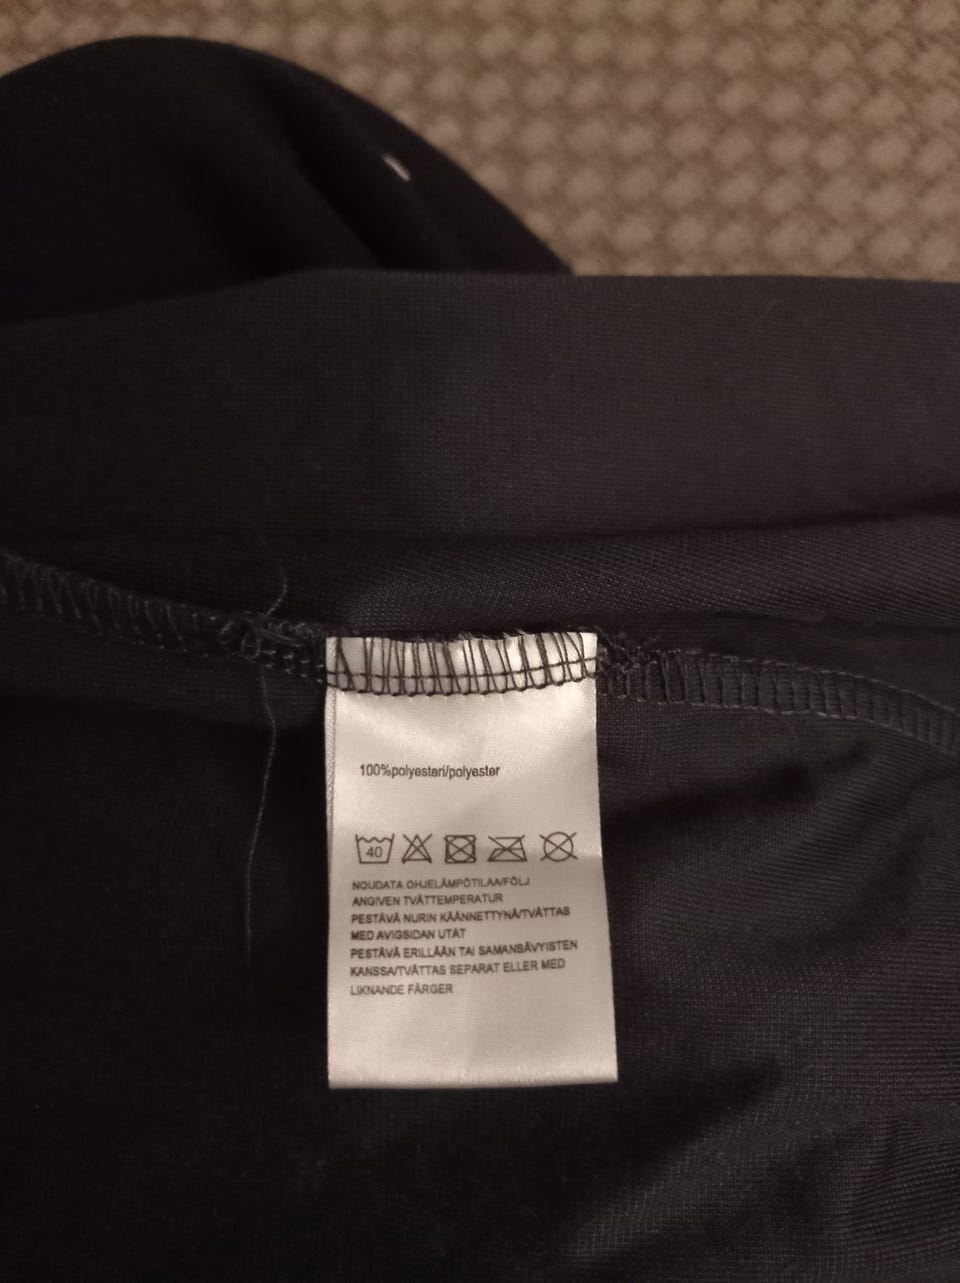 100%polyesteri/polyester
40
NOUDATA OHJELÄMPÖTILAA/FÖLJ
ANGIVEN TVÄTTEMPERATUR
PESTÄVÄ NURIN KÄÄNNETTYNÄ/TVÄTTAS
MED AVIGSIDAN UTÅT
PESTÄVÄ ERILLÄÄN TAI SAMANSÄVYISTEN
KANSSA/TVÄTTAS SEPARAT ELLER MED
LIKNANDE FÄRGER